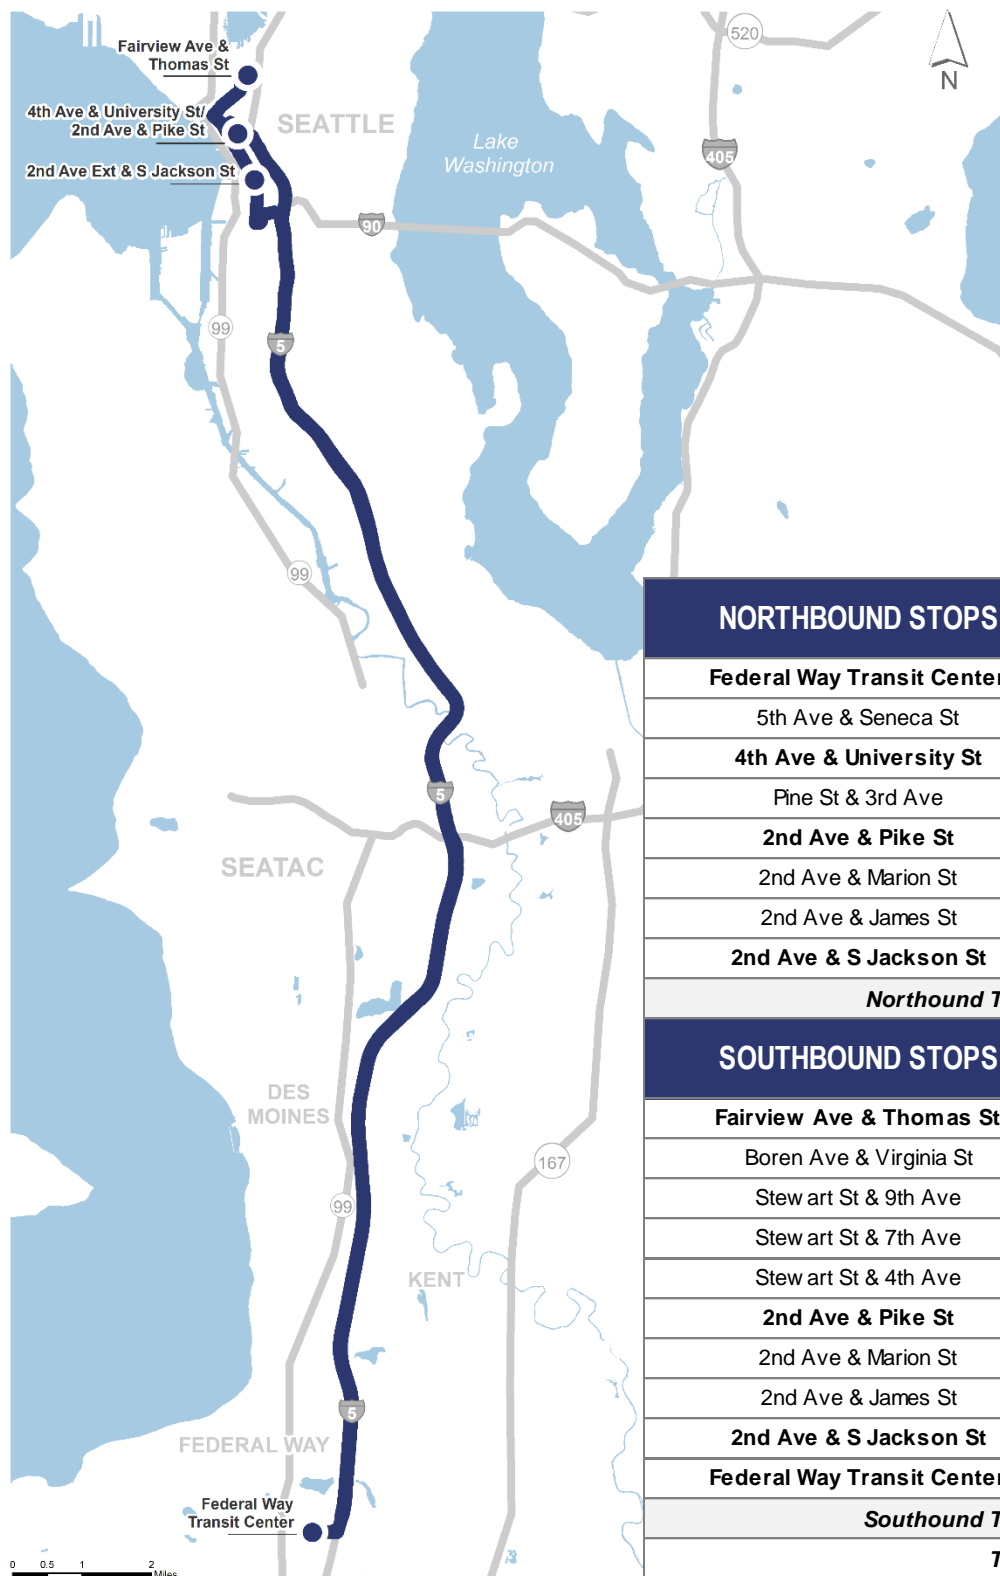 Fairview Ave &
Thomas St
520
N
4th Ave & University St/
2nd Ave & Pike St
SEATTLE
Lake
Washington
405
2nd Ave Ext & S Jackson St
90
99
5
99
NORTHBOUND STOPS
Federal Way Transit Center
5th Ave & Seneca St
4th Ave & University St
Pine St & 3rd Ave
2nd Ave & Pike St
2nd Ave & Marion St
2nd Ave & James St
2nd Ave & S Jackson St
Northound T
5
405
SEATAC
SOUTHBOUND STOPS
Fairview Ave & Thomas St
Boren Ave & Virginia St
Stewart St & 9th Ave
Stewart St & 7th Ave
Stewart St & 4th Ave
2nd Ave & Pike St
2nd Ave & Marion St
2nd Ave & James St
2nd Ave & S Jackson St
Federal Way Transit Center
Southound T
T
DES
MOINES
167
99
KENT
5
FEDERAL WAY
Federal Way
Transit Center
0 0.5 1 2
Miles